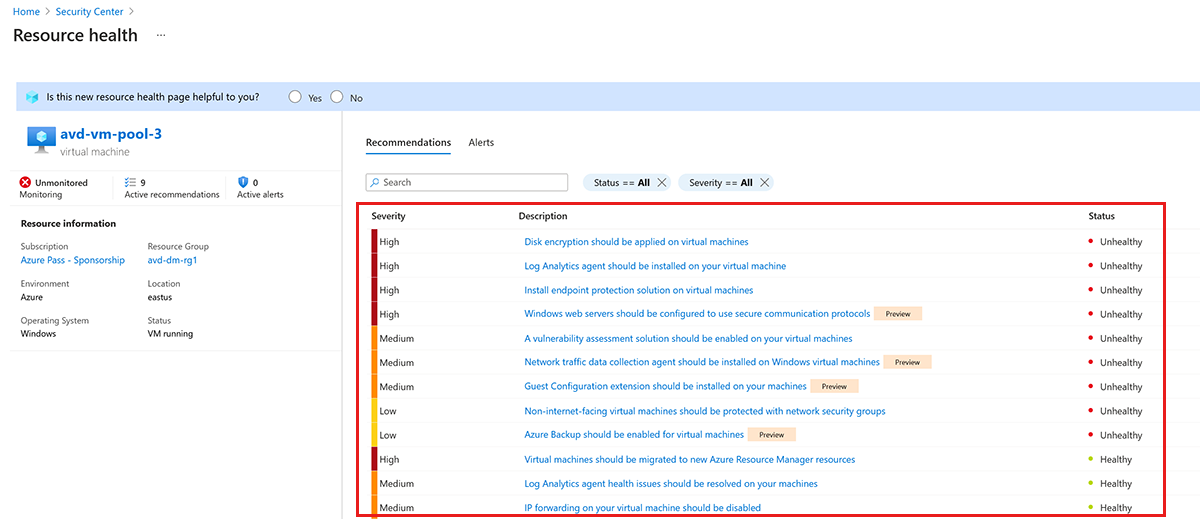 Home > Security Center >
Resource health ...
Is this new resource health page helpful to you? Yes No
avd-vm-pool-3
virtual machine
Unmonitored
Monitoring
9
Active recommendations
0
Active alerts
Resource information
Subscription
Azure Pass - Sponsorship
Resource Group
avd-dm-rg1
Environment
Azure
Location
eastus
Operating System
Windows
Status
VM running
Recommendations Alerts
Search Status == All Severity == All
Severity Description Status
High Disk encryption should be applied on virtual machines Unhealthy
High Log Analytics agent should be installed on your virtual machine Unhealthy
High Install endpoint protection solution on virtual machines Unhealthy
High Windows web servers should be configured to use secure communication protocols Preview Unhealthy
Medium A vulnerability assessment solution should be enabled on your virtual machines Unhealthy
Medium Network traffic data collection agent should be installed on Windows virtual machines Preview Unhealthy
Medium Guest Configuration extension should be installed on your machines Preview Unhealthy
Low Non-internet-facing virtual machines should be protected with network security groups Unhealthy
Low Azure Backup should be enabled for virtual machines Preview Unhealthy
High Virtual machines should be migrated to new Azure Resource Manager resources Healthy
Medium Log Analytics agent health issues should be resolved on your machines Healthy
Medium IP forwarding on your virtual machine should be disabled Healthy